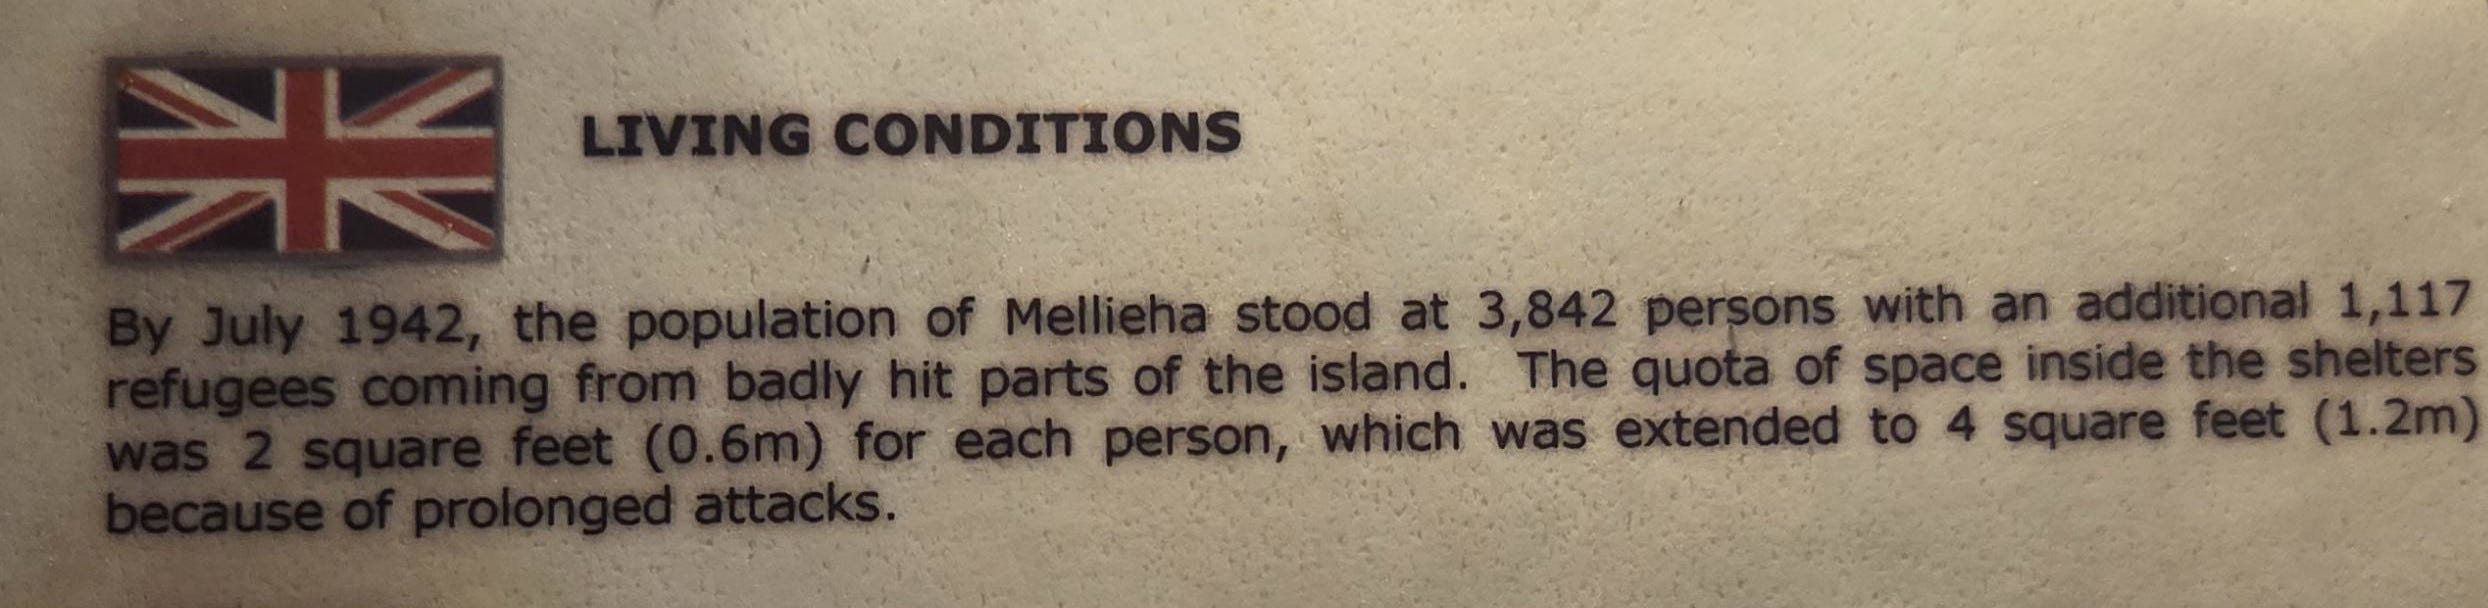 LIVING CONDITIONS
By July 1942, the population of Mellieha stood at 3,842 persons with an additional 1,117
refugees coming from badly hit parts of the island. The quota of space inside the shelters
was 2 square feet (0.6m) for each person, which was extended to 4 square feet (1.2m)
because of prolonged attacks.